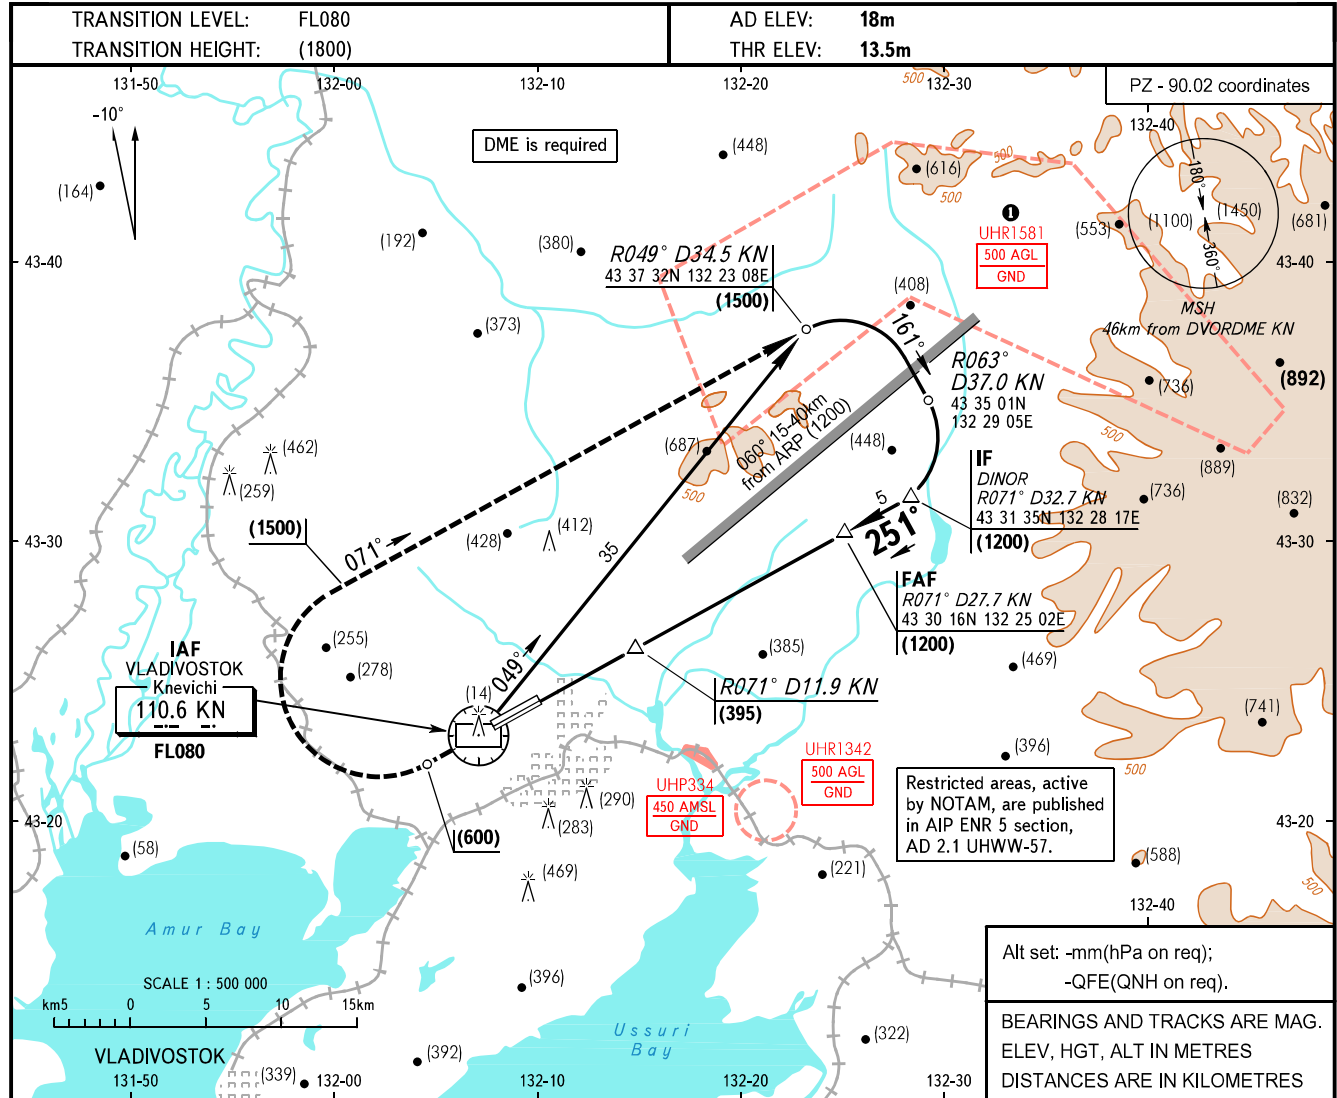 TRANSITION LEVEL: FL080
TRANSITION HEIGHT: (1800)
AD ELEV: 18m
THR ELEV: 13.5m
131-50
132-00
132-10
132-20
132-30
500
PZ - 90.02 coordinates
132-40
-10°
DME is required
(448)
(616)
500
500
(164)
(192)
(380)
1
UHR1581
500 AGL
GND
(553)
(1100)
(1450)
180°
360°
(681)
43-40
43-40
R049° D34.5 KN
43 37 32N 132 23 08E
(1500)
(408)
MSH
46km from DVORDME KN
(373)
161°
R063°
D37.0 KN
43 35 01N
132 29 05E
(736)
(892)
(462)
(259)
(687)
500
060° 15-40km
from ARP (1200)
(448)
500
(889)
IF
DINOR
R071° D32.7 KN
43 31 35N 132 28 17E
(1200)
(736)
(832)
5
251°
(1500)
071°
(428)
(412)
35
43-30
43-30
FAF
R071° D27.7 KN
43 30 16N 132 25 02E
(1200)
(255)
(278)
(385)
(469)
IAF
VLADIVOSTOK
Knevichi
110.6 KN
FL080
(14)
049°
R071° D11.9 KN
(395)
(741)
(396)
500
UHR1342
500 AGL
GND
UHP334
450 AMSL
GND
Restricted areas, active
by NOTAM, are published
in AIP ENR 5 section,
AD 2.1 UHWW-57.
(290)
(283)
43-20
43-20
(600)
(58)
(469)
(221)
(588)
500
132-40
Amur Bay
SCALE 1 : 500 000
km5 0 5 10 15km
(396)
Ussuri
Bay
(322)
(392)
VLADIVOSTOK
(339)
131-50
132-00
132-10
132-20
132-30
Alt set: -mm(hPa on req);
-QFE(QNH on req).
BEARINGS AND TRACKS ARE MAG.
ELEV, HGT, ALT IN METRES
DISTANCES ARE IN KILOMETRES